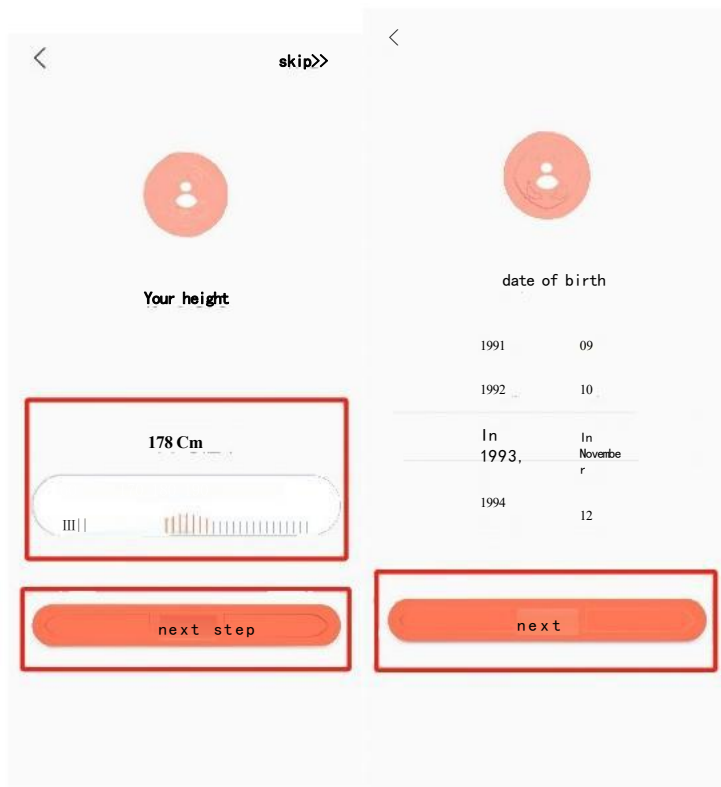 skip>>
Your height
178 Cm
next step
date of birth
1991 09
1992 10
In 1993, In November
1994 12
next